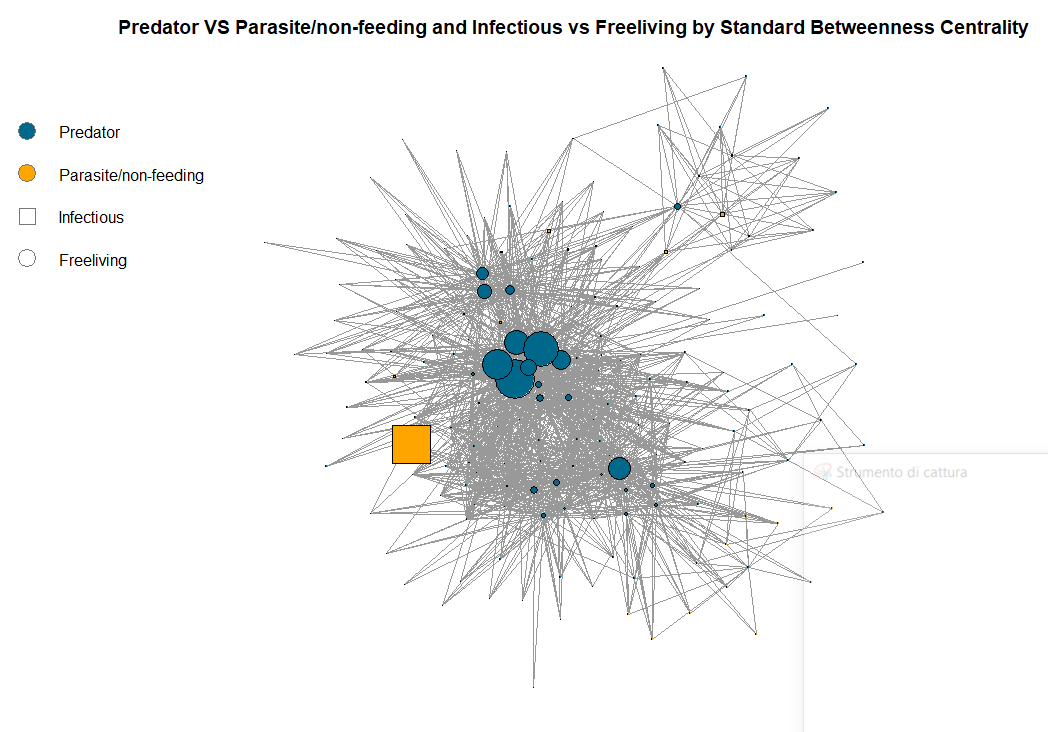 Predator VS Parasite/non-feeding and Infectious vs Freeliving by Standard Betweenness Centrality
Predator
Parasite/non-feeding
Infectious
Freeliving
Strumento di cattura